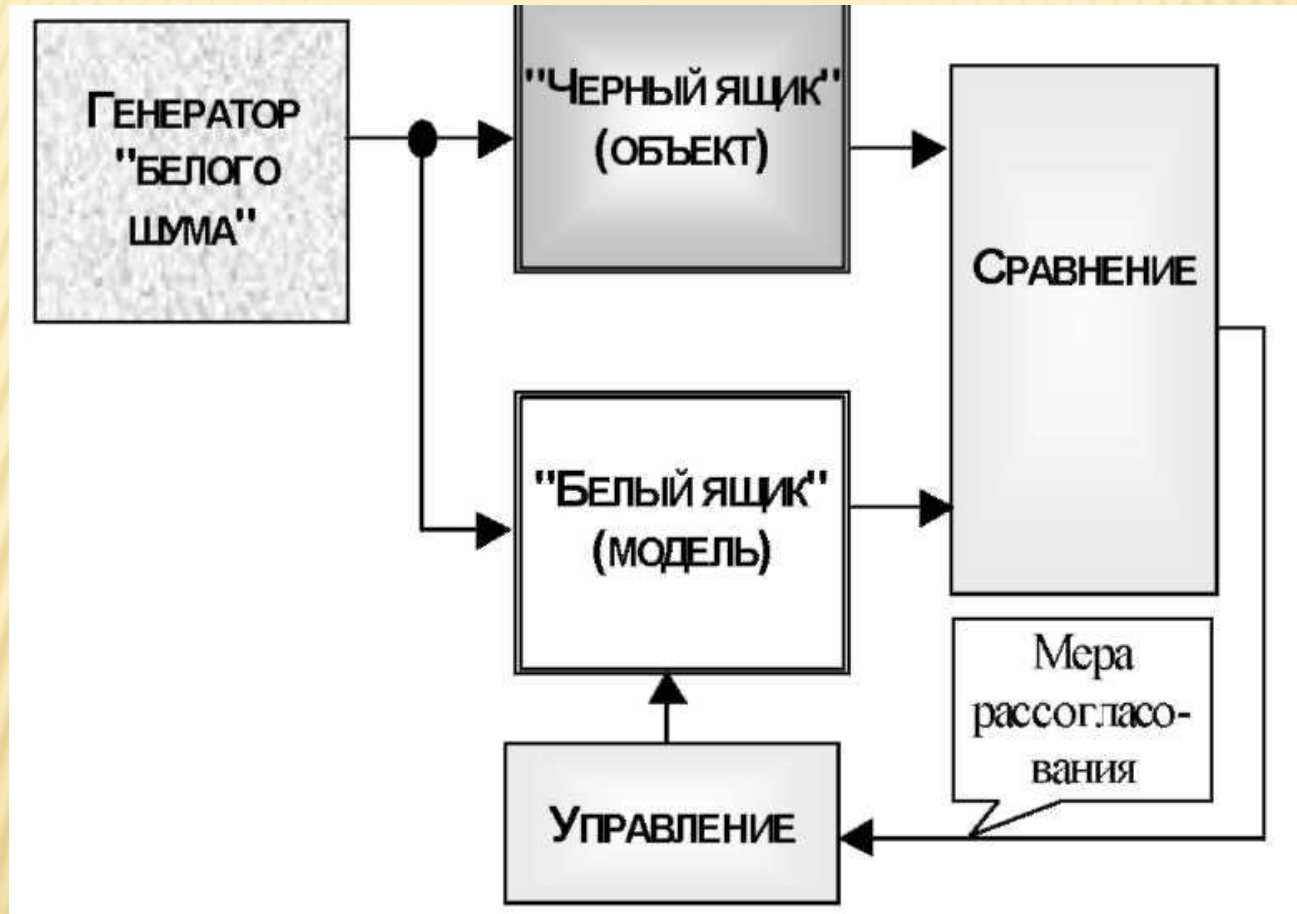 ГЕНЕРАТОР
"БЕЛОГО
ШУМА"
"ЧЕРНЫЙ ЯЩИК"
(ОБЪЕКТ)
СРАВНЕНИЕ
"БЕЛЫЙ ЯЩИК"
(МОДЕЛЬ)
Мера
рассогласо-
вания
УПРАВЛЕНИЕ